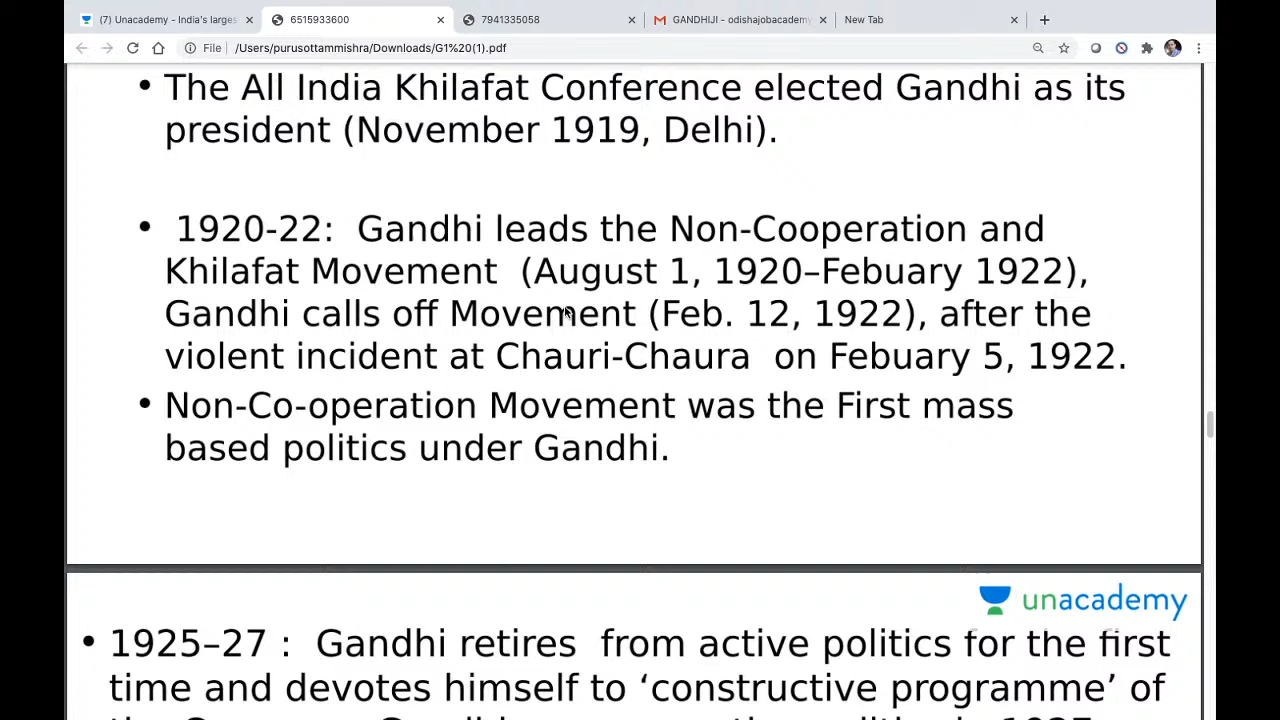 (7) Unacademy - India's larges
6515933600
7941335058
GANDHIJI - odishajobacademy
New Tab
File
/Users/purusottammishra/Downloads/G1%20(1).pdf
• The All India Khilafat Conference elected Gandhi as its
president (November 1919, Delhi).
• 1920-22: Gandhi leads the Non-Cooperation and
Khilafat Movement (August 1, 1920–Febuary 1922),
Gandhi calls off Movement (Feb. 12, 1922), after the
violent incident at Chauri-Chaura on Febuary 5, 1922.
• Non-Co-operation Movement was the First mass
based politics under Gandhi.
unacademy
• 1925–27 : Gandhi retires from active politics for the first
time and devotes himself to ‘constructive programme’ of